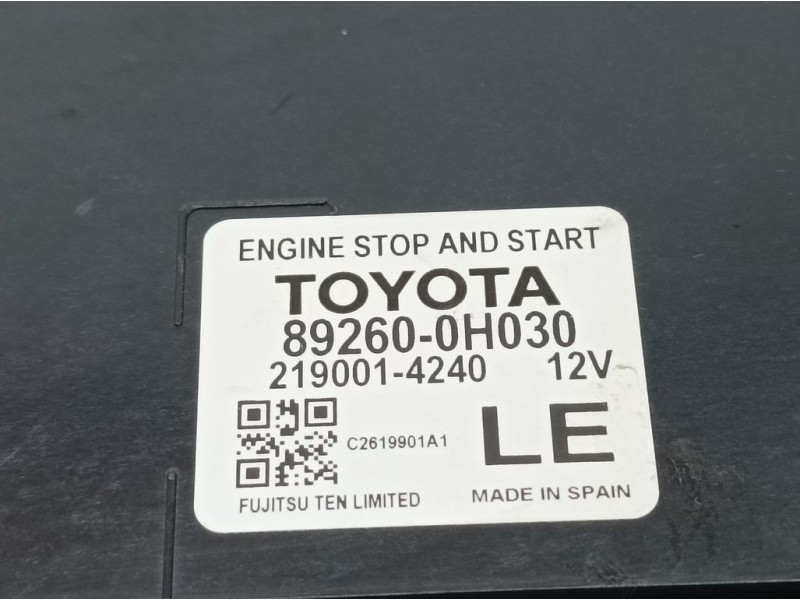 ENGINE STOP AND START
TOYOTA
89260-0H030
219001-4240 12V
C2619901A1
LE
FUJITSU TEN LIMITED
MADE IN SPAIN